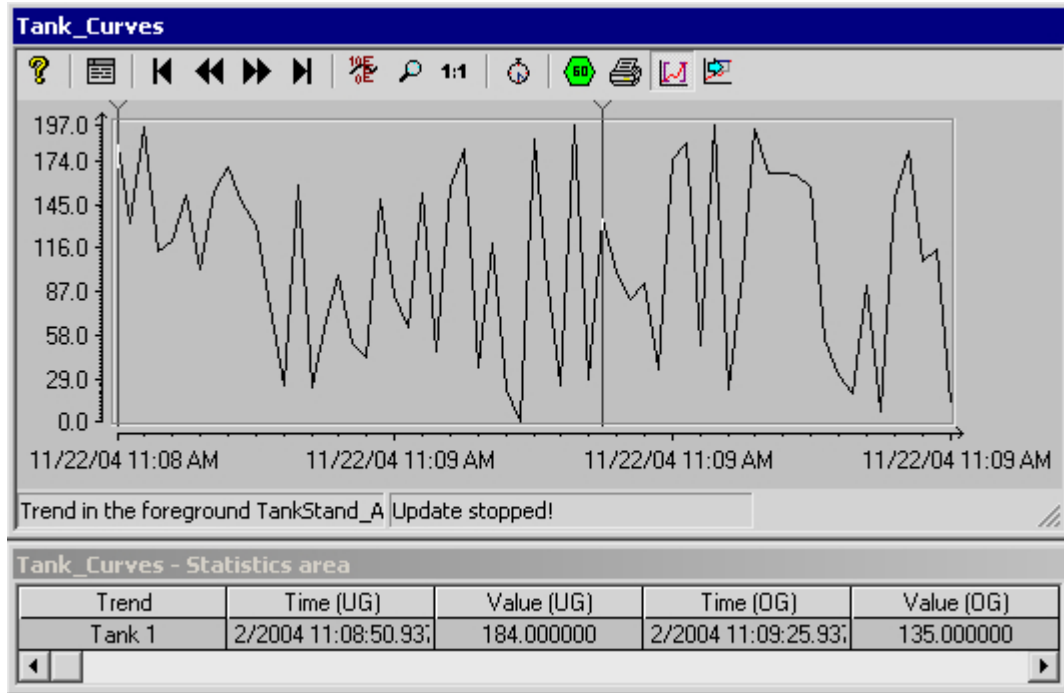 Tank_Curves
1:1
60
197.0
174.0
145.0
116.0
87.0
58.0
29.0
0.0
11/22/04 11:08 AM 11/22/04 11:09 AM 11/22/04 11:09 AM 11/22/04 11:09 AM
Trend in the foreground TankStand_A Update stopped!
Tank_Curves - Statistics area
Trend Time (UG) Value (UG) Time (OG) Value (OG)
Tank 1 2/2004 11:08:50.937 184.000000 2/2004 11:09:25.937 135.000000